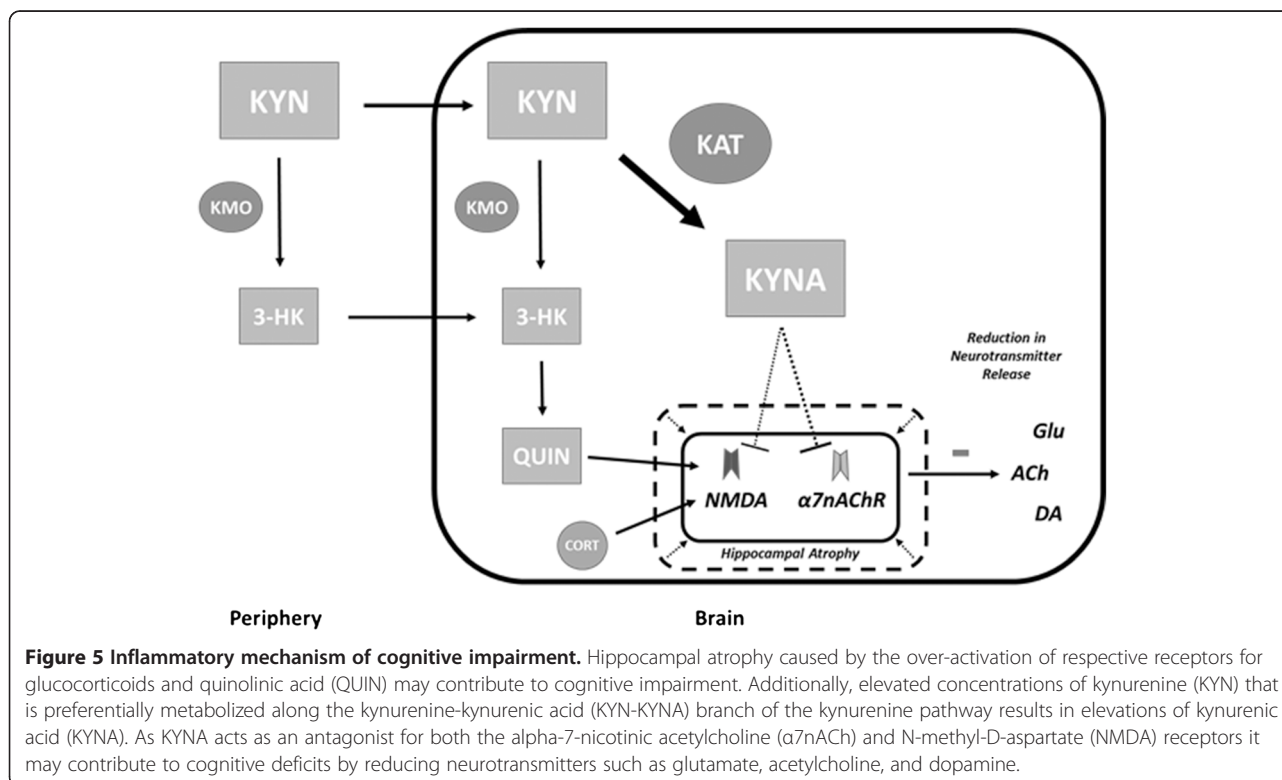 KYN
KYN
KAT
KMO
KMO
KYNA
3-HK
3-HK
Reduction in
Neurotransmitter
Release
Glu
QUIN
ACh
NMDA
α7nAChR
DA
CORT
Hippocampal Atrophy
Periphery
Brain
Figure 5 Inflammatory mechanism of cognitive impairment. Hippocampal atrophy caused by the over-activation of respective receptors for
glucocorticoids and quinolinic acid (QUIN) may contribute to cognitive impairment. Additionally, elevated concentrations of kynurenine (KYN) that
is preferentially metabolized along the kynurenine-kynurenic acid (KYN-KYNA) branch of the kynurenine pathway results in elevations of kynurenic
acid (KYNA). As KYNA acts as an antagonist for both the alpha-7-nicotinic acetylcholine (α7nACh) and N-methyl-D-aspartate (NMDA) receptors it
may contribute to cognitive deficits by reducing neurotransmitters such as glutamate, acetylcholine, and dopamine.